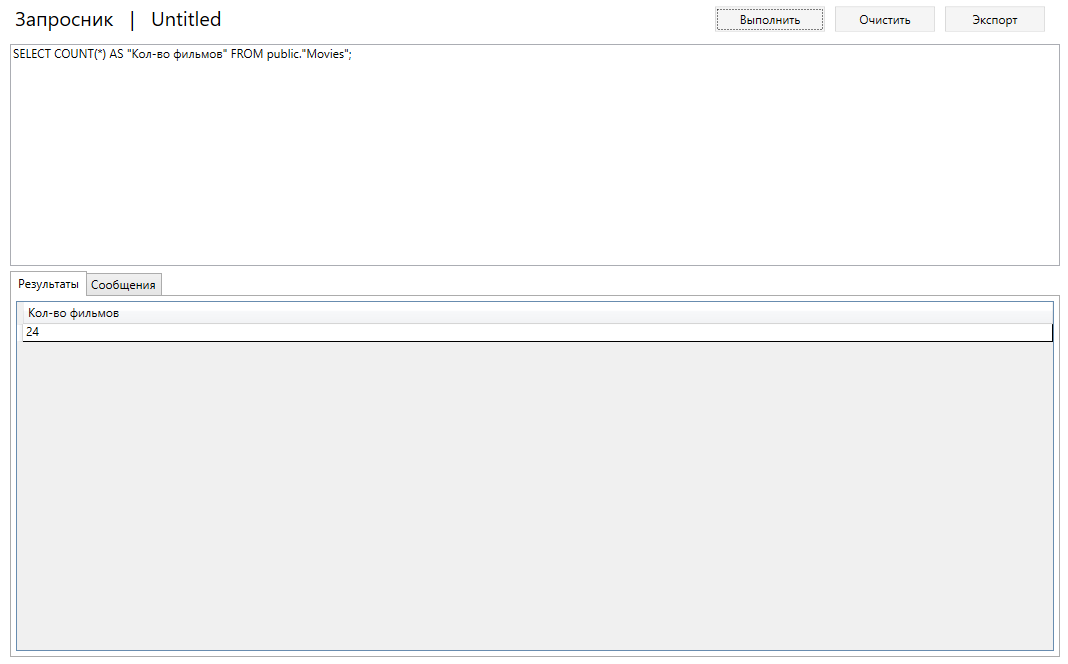 Запросник | Untitled
Выполнить Очистить Экспорт
SELECT COUNT(*) AS "Кол-во фильмов" FROM public."Movies";
Результаты Сообщения
Кол-во фильмов
24